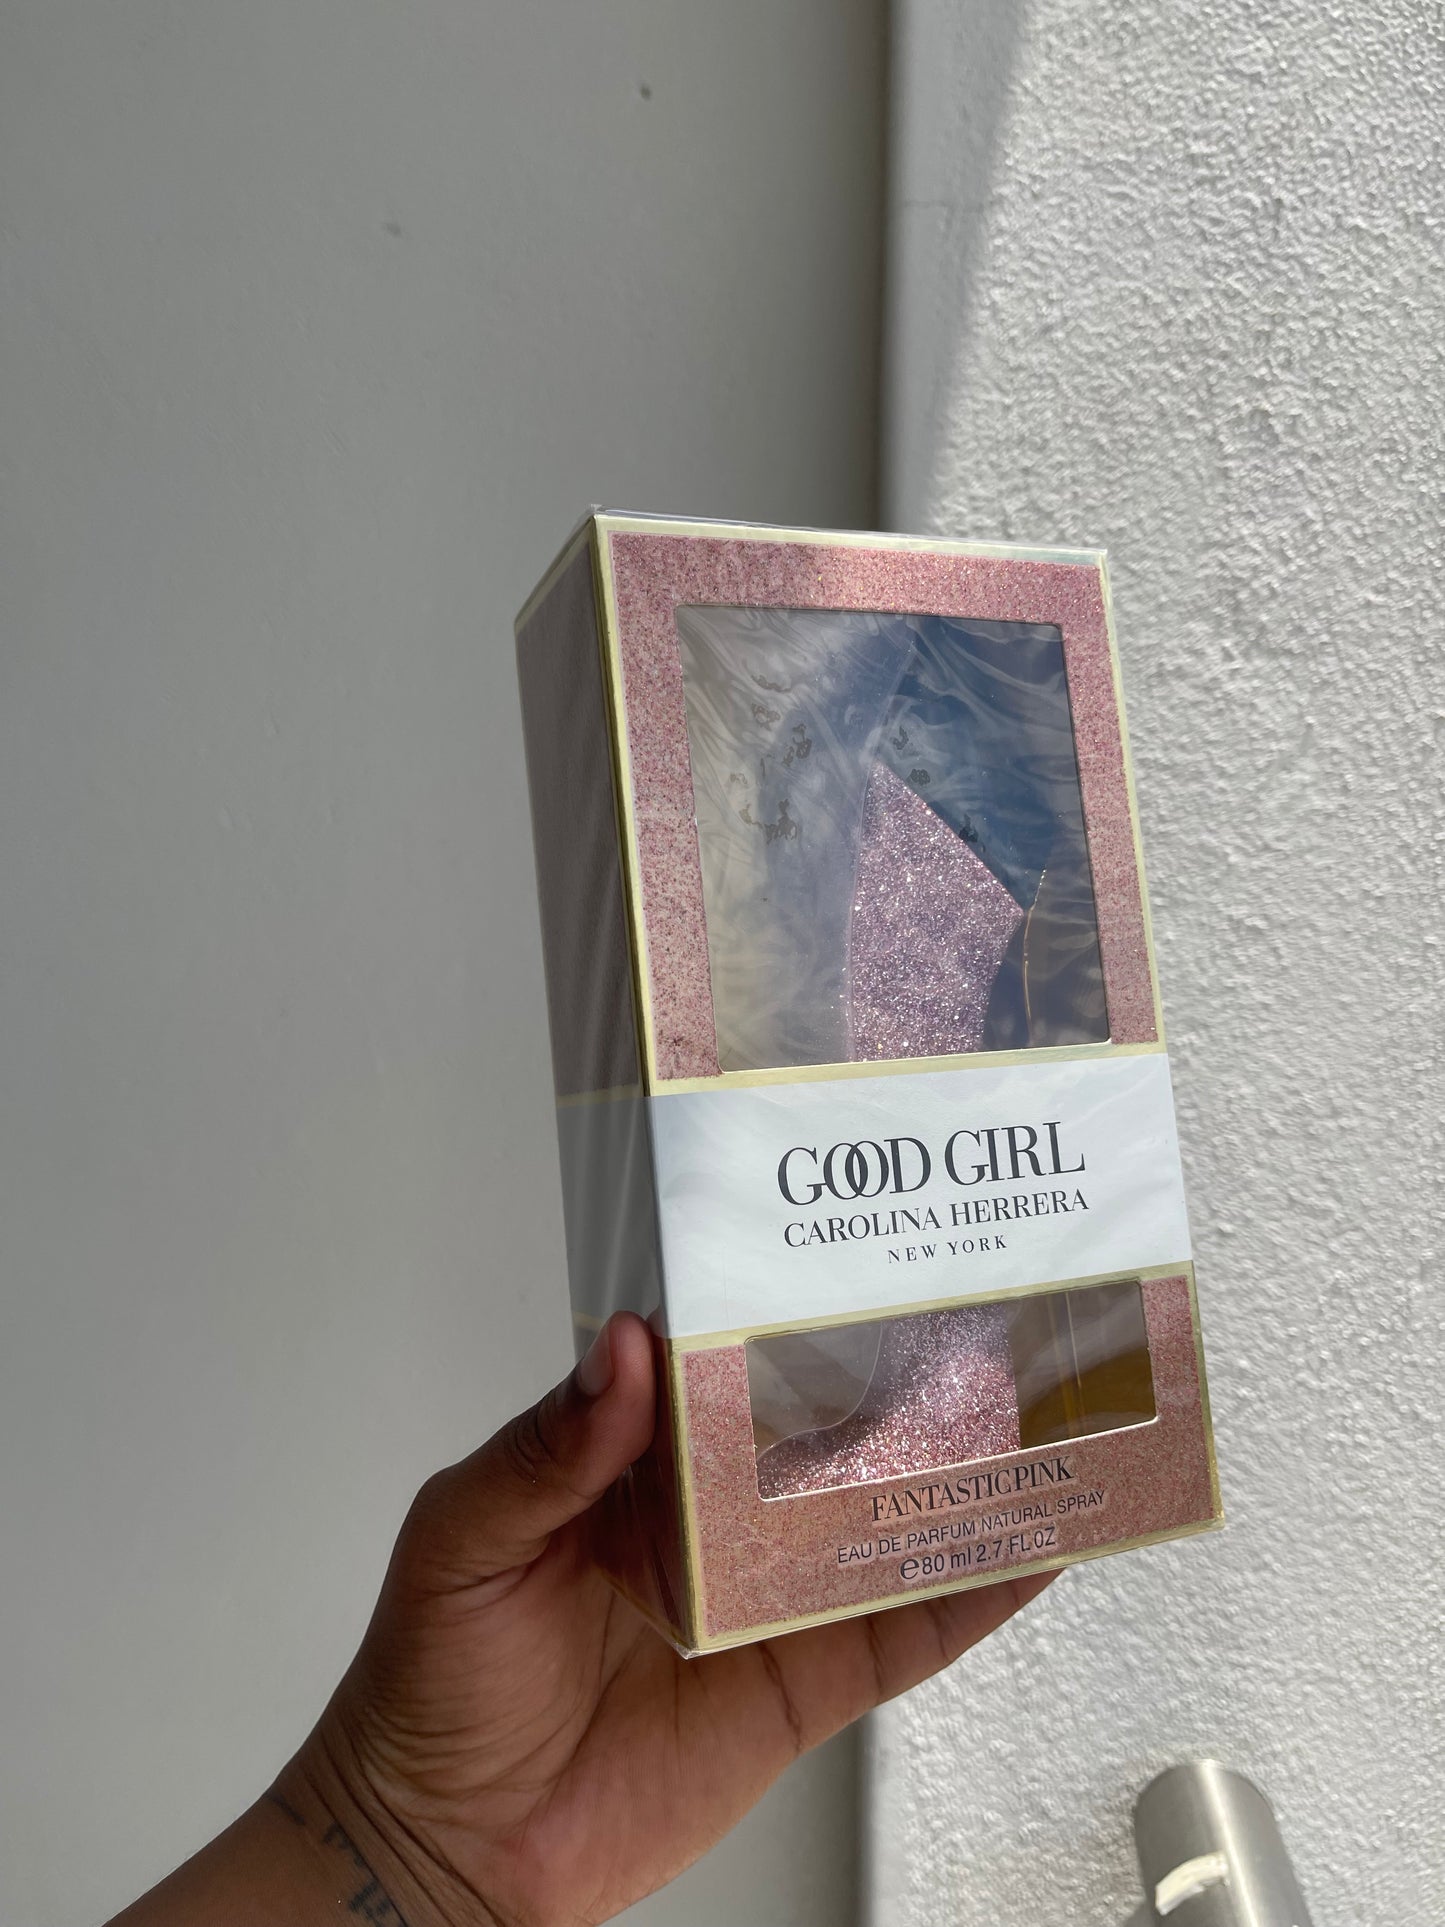 GOOD GIRL
CAROLINA HERRERA
NEW YORK
FANTASTIC PINK
EAU DE PARFUM NATURAL SPRAY
℮80 ml 2.7 FL OZ